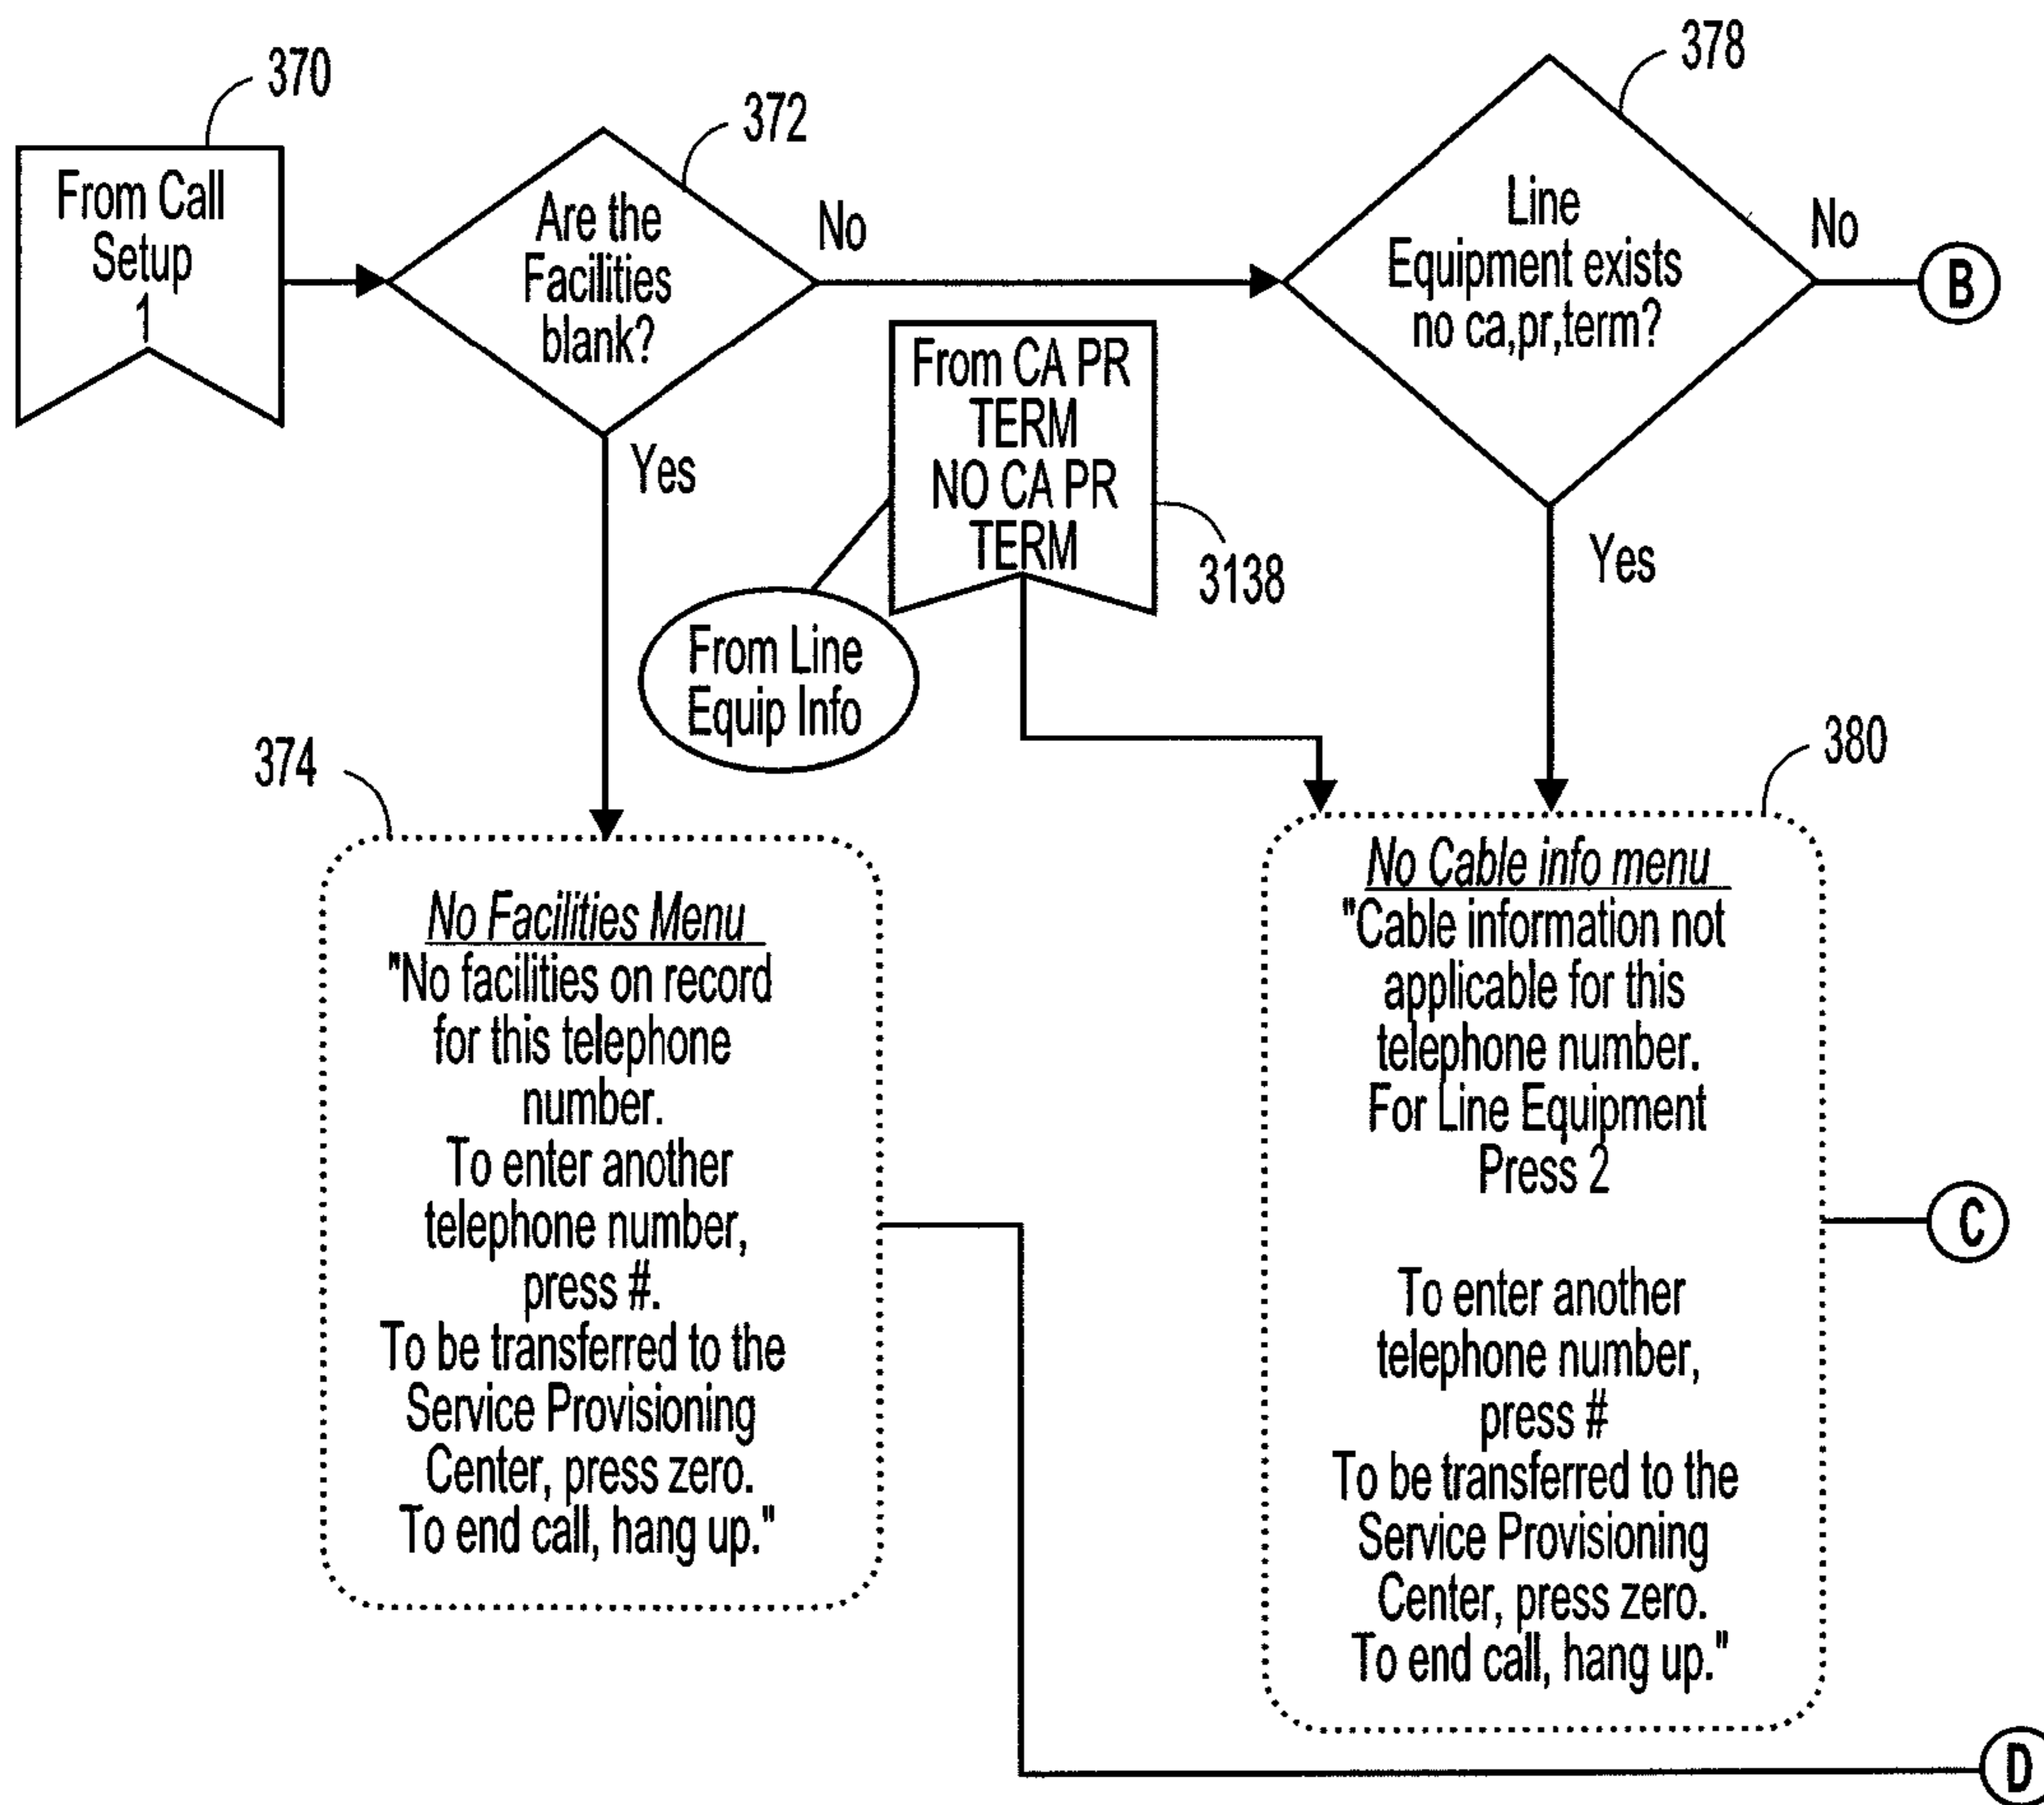 370
From Call
Setup
1
372
Are the
Facilities
blank?
No
Yes
378
Line
Equipment exists
no ca,pr,term?
No
B
Yes
From CA PR
TERM
NO CA PR
TERM
3138
From Line
Equip Info
374
No Facilities Menu
"No facilities on record
for this telephone
number.
To enter another
telephone number,
press #.
To be transferred to the
Service Provisioning
Center, press zero.
To end call, hang up."
380
No Cable info menu
"Cable information not
applicable for this
telephone number.
For Line Equipment
Press 2
To enter another
telephone number,
press #
To be transferred to the
Service Provisioning
Center, press zero.
To end call, hang up."
C
D